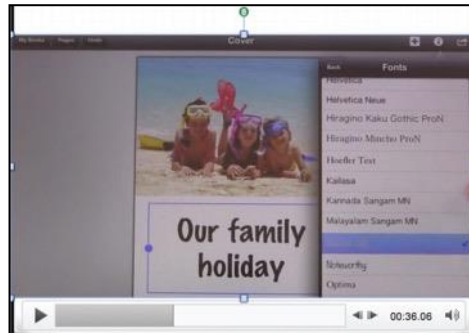 My Books Pages Undo
Cover
Back
Fonts
Helvetica
Helvetica Neue
Hiragino Kaku Gothic ProN
Hiragino Mincho ProN
Hoefler Text
Kailasa
Kannada Sangam MN
Malayalam Sangam MN
Noteworthy
Optima
Our family
holiday
00:36.06